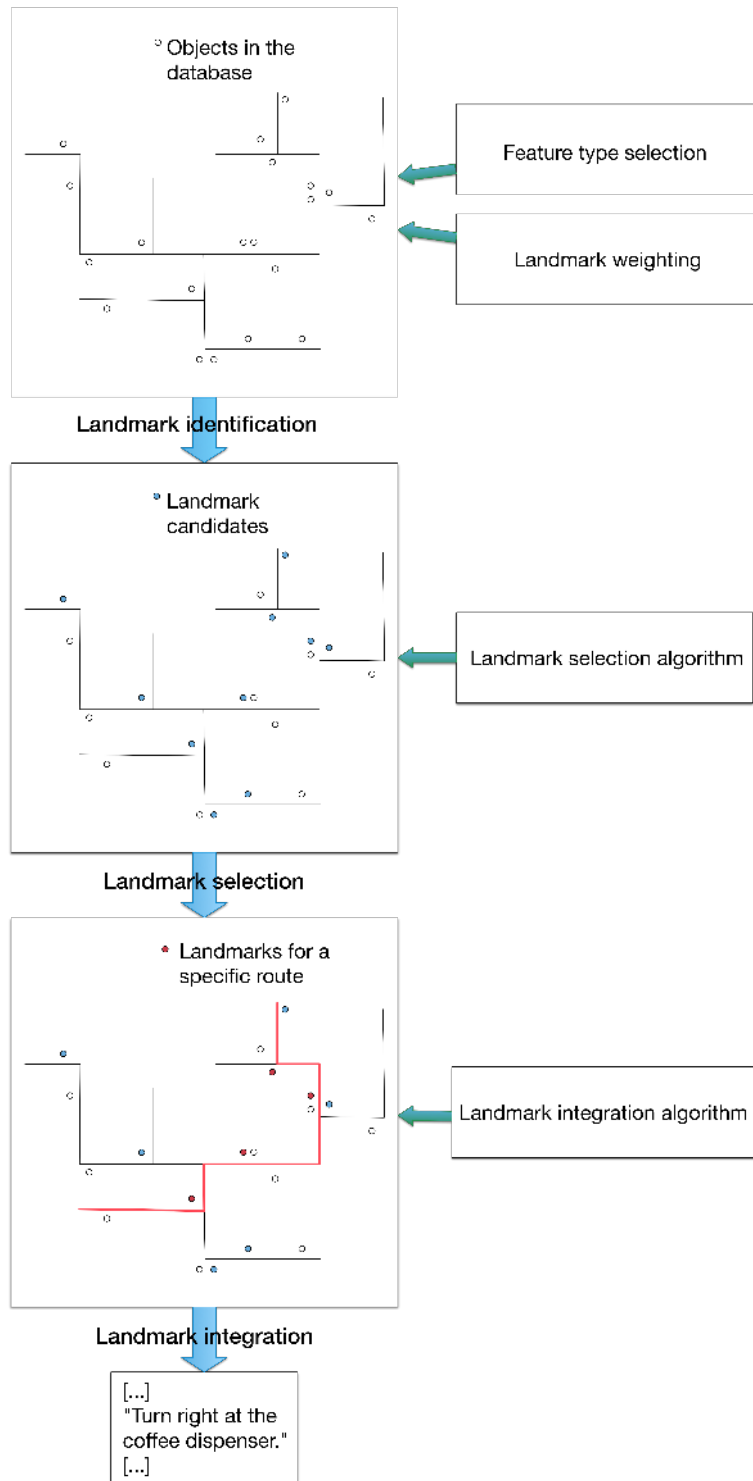 Objects in the
database
Feature type selection
Landmark weighting
Landmark identification
Landmark
candidates
Landmark selection algorithm
Landmark selection
Landmarks for a
specific route
Landmark integration algorithm
Landmark integration
[...]
"Turn right at the
coffee dispenser."
[...]